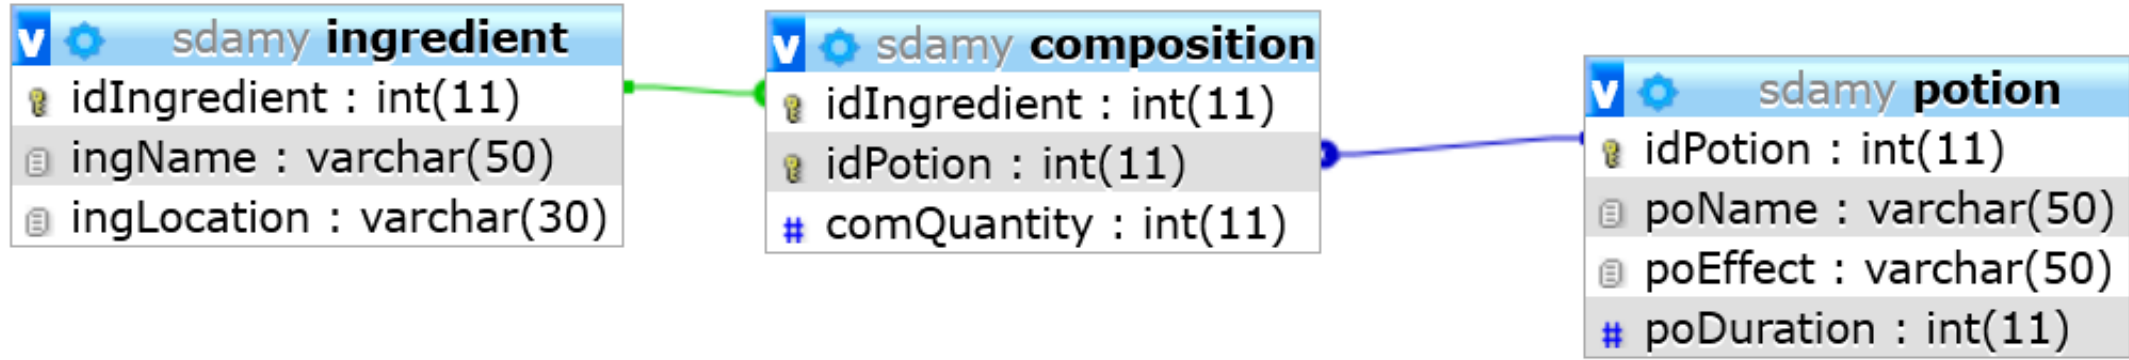 v sdamy ingredient
idIngredient : int(11)
ingName : varchar(50)
ingLocation : varchar(30)
v sdamy composition
idIngredient : int(11)
idPotion : int(11)
# comQuantity : int(11)
v sdamy potion
idPotion : int(11)
poName : varchar(50)
poEffect : varchar(50)
# poDuration : int(11)